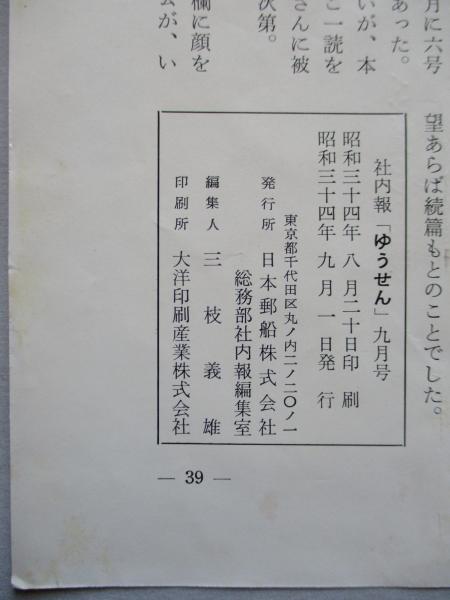 月に六号
あった。
いが、本
ご一読を
さんに被
次第。
欄に顔を
会が、い
望あらば続篇もとのことでした。
社内報「ゆうせん」九月号
昭和三十四年八月二十日印刷
昭和三十四年九月一日発行
東京都千代田区丸ノ内二ノ二〇ノ一
発行所 日本郵船株式会社
総務部社内報編集室
編集人 三枝義雄
印刷所 大洋印刷産業株式会社
— 39 —